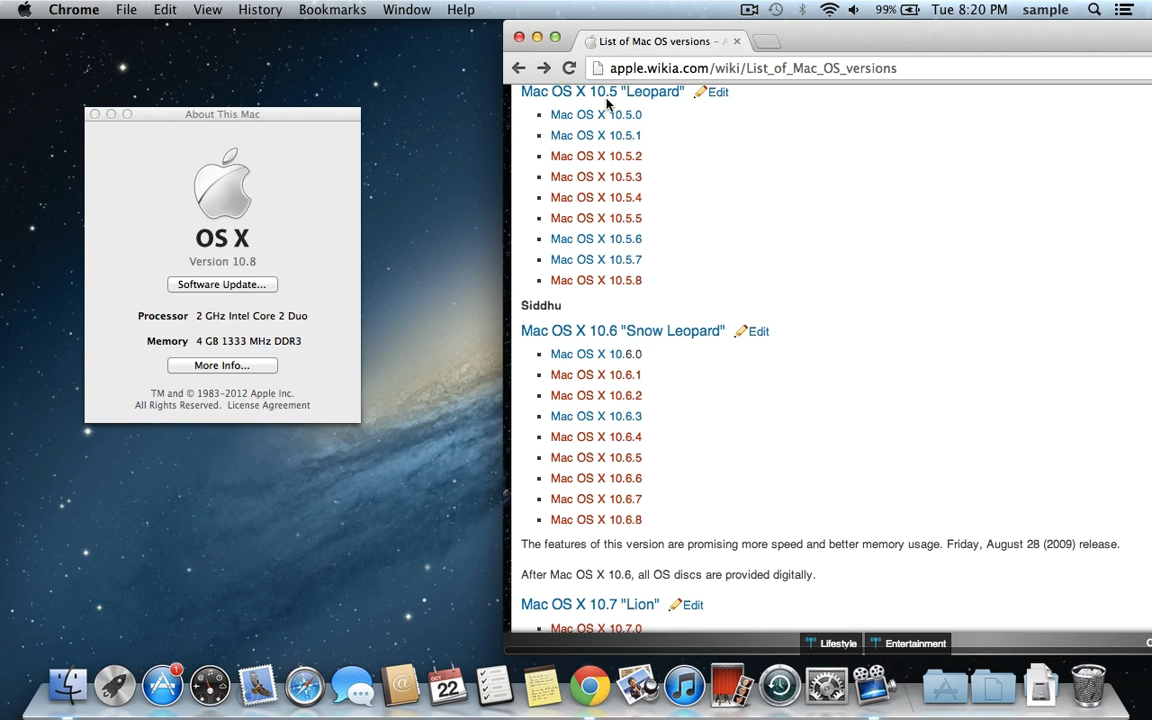 Chrome File Edit View History Bookmarks Window Help 99% Tue 8:20 PM sample
List of Mac OS versions –
apple.wikia.com/wiki/List_of_Mac_OS_versions
About This Mac
OS X
Version 10.8
Software Update...
Processor 2 GHz Intel Core 2 Duo
Memory 4 GB 1333 MHz DDR3
More Info...
TM and © 1983-2012 Apple Inc.
All Rights Reserved. License Agreement
Mac OS X 10.5 "Leopard" Edit
Mac OS X 10.5.0
Mac OS X 10.5.1
Mac OS X 10.5.2
Mac OS X 10.5.3
Mac OS X 10.5.4
Mac OS X 10.5.5
Mac OS X 10.5.6
Mac OS X 10.5.7
Mac OS X 10.5.8
Siddhu
Mac OS X 10.6 "Snow Leopard" Edit
Mac OS X 10.6.0
Mac OS X 10.6.1
Mac OS X 10.6.2
Mac OS X 10.6.3
Mac OS X 10.6.4
Mac OS X 10.6.5
Mac OS X 10.6.6
Mac OS X 10.6.7
Mac OS X 10.6.8
The features of this version are promising more speed and better memory usage. Friday, August 28 (2009) release.
After Mac OS X 10.6, all OS discs are provided digitally.
Mac OS X 10.7 "Lion" Edit
Mac OS X 10.7.0
Lifestyle Entertainment
1
OCT
22